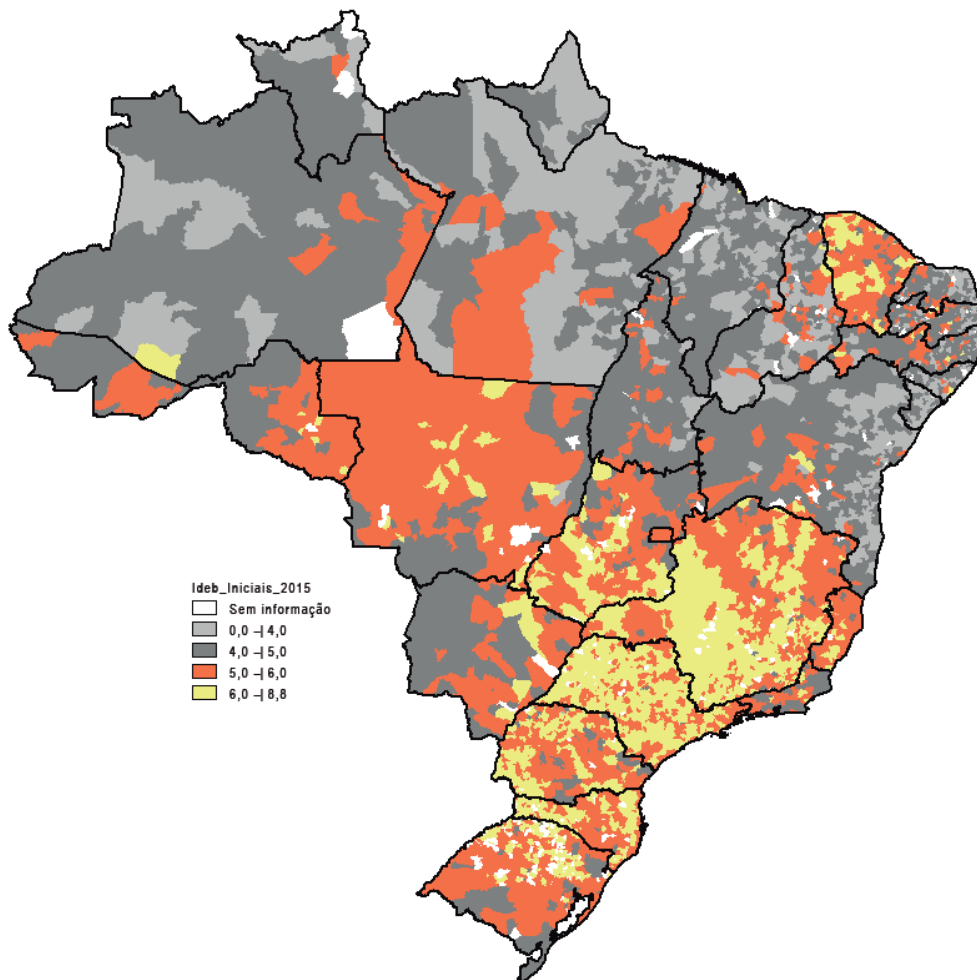 Ideb_Iniciais_2015
Sem informação
0,0 ⊣ 4,0
4,0 ⊣ 5,0
5,0 ⊣ 6,0
6,0 ⊣ 8,8